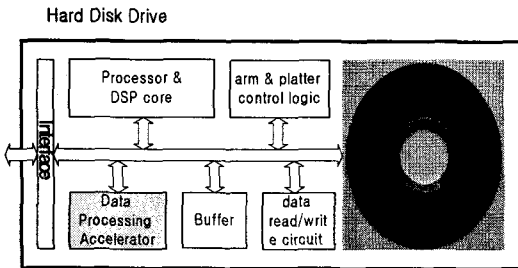 Hard Disk Drive
Interface
Processor &
DSP core
arm & platter
control logic
Data
Processing
Accelerator
Buffer
data
read/writ
e circuit